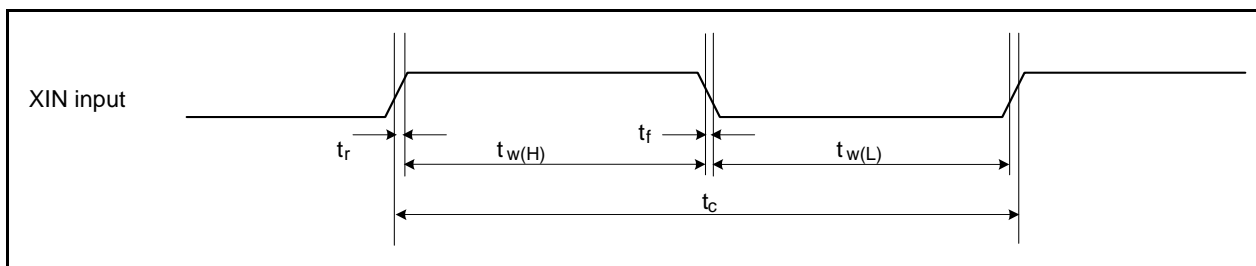 XIN input
tr
tw(H)
tf
tw(L)
tc